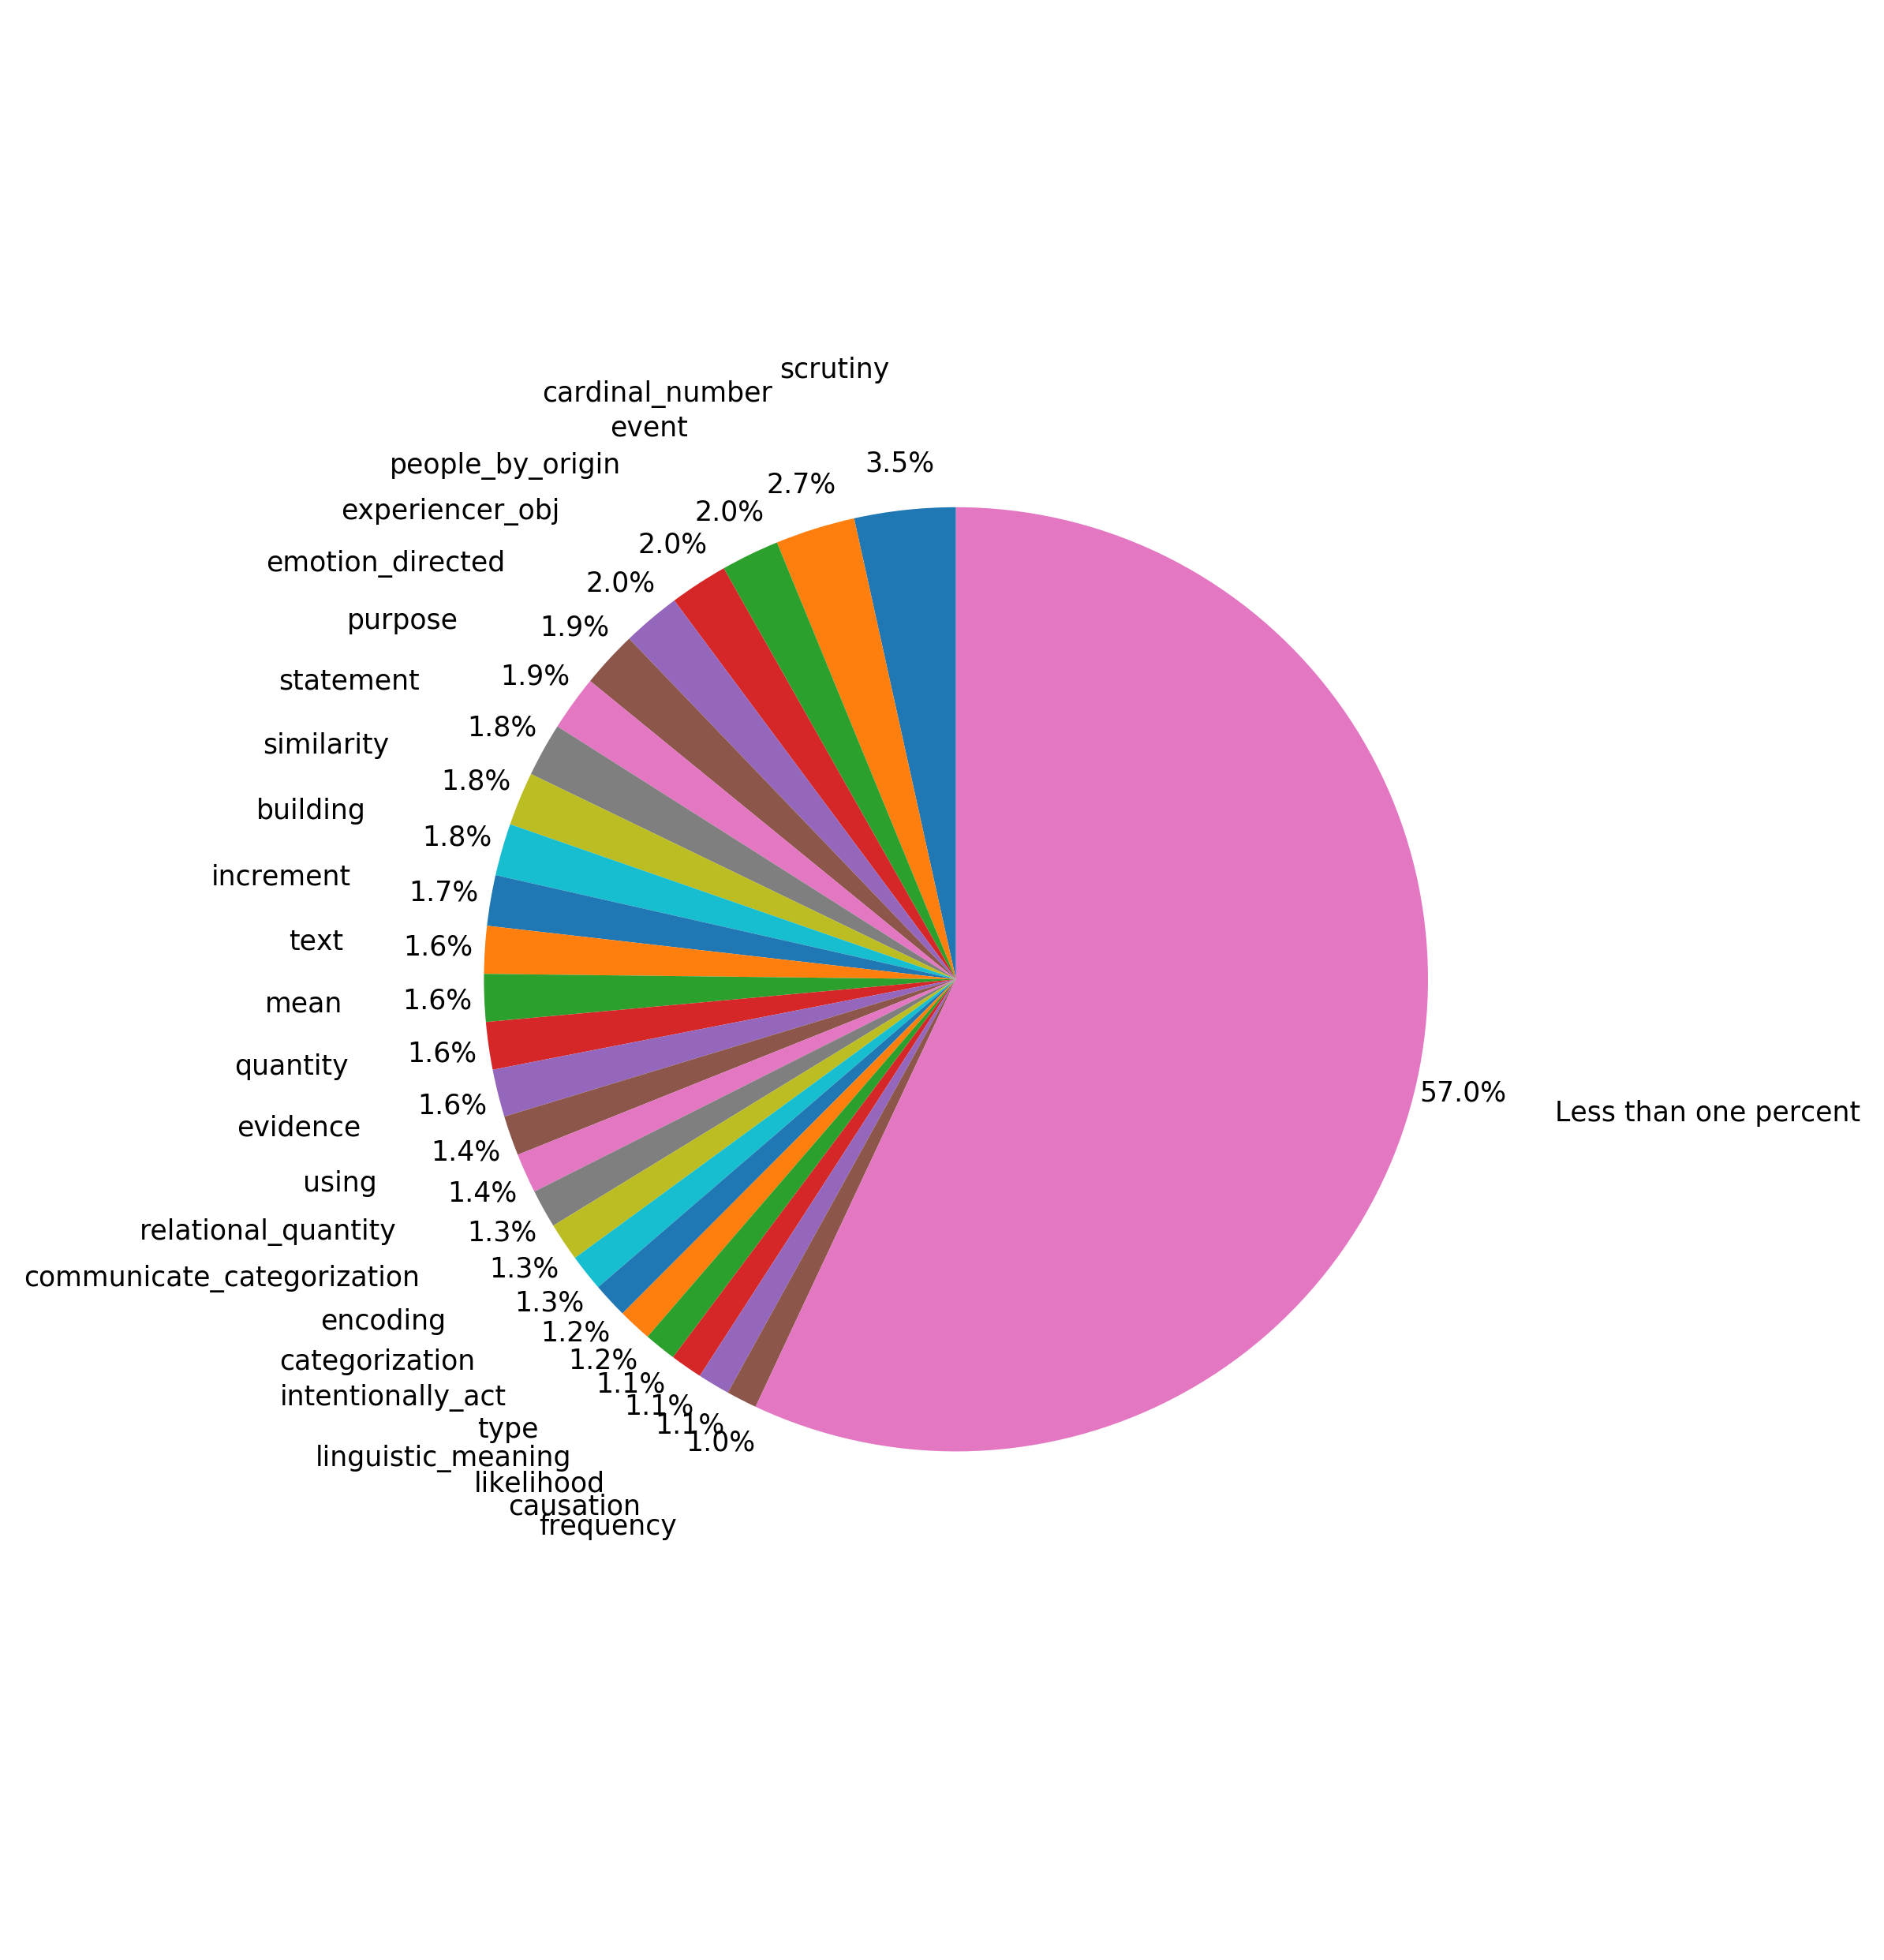 scrutiny
cardinal_number
event
people_by_origin
experiencer_obj
emotion_directed
purpose
statement
similarity
building
increment
text
mean
quantity
evidence
using
relational_quantity
communicate_categorization
encoding
categorization
intentionally_act
type
linguistic_meaning
likelihood
causation
frequency
Less than one percent
3.5%
2.7%
2.0%
2.0%
2.0%
1.9%
1.9%
1.8%
1.8%
1.8%
1.7%
1.6%
1.6%
1.6%
1.6%
1.4%
1.4%
1.3%
1.3%
1.3%
1.2%
1.2%
1.1%
1.1%
1.1%
1.0%
57.0%